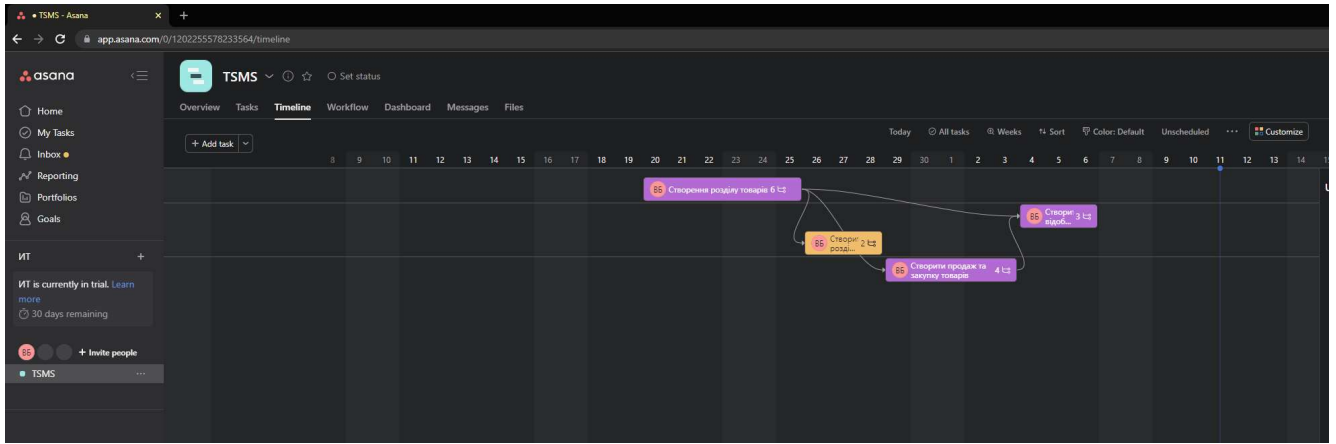 TSMS - Asana
app.asana.com/0/1202255578233564/timeline
asana
TSMS
Set status
Home
My Tasks
Inbox
Reporting
Portfolios
Goals
ИТ
ИТ is currently in trial. Learn
more
30 days remaining
ВБ
+ Invite people
TSMS
Overview Tasks Timeline Workflow Dashboard Messages Files
+ Add task
Today All tasks Weeks Sort Color: Default Unscheduled Customize
8 9 10 11 12 13 14 15 16 17 18 19 20 21 22 23 24 25 26 27 28 29 30 1 2 3 4 5 6 7 8 9 10 11 12 13 14
ВБ Створення розділу товарів 6
ВБ Створи 3
відоб...
ВБ Створи 2
розді...
ВБ Створити продаж та 4
закупку товарів